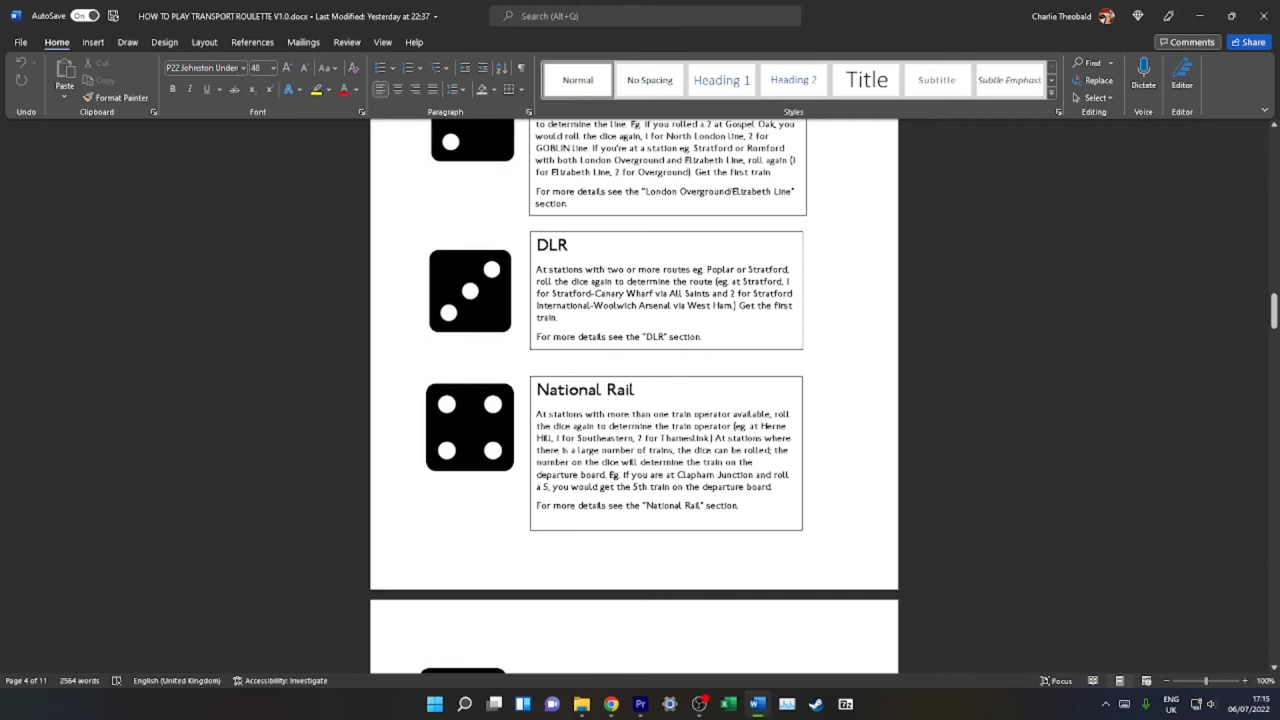 AutoSave On
HOW TO PLAY TRANSPORT ROULETTE V1.0.docx • Last Modified: Yesterday at 22:37
Search (Alt+Q)
Charlie Theobald
File Home Insert Draw Design Layout References Mailings Review View Help
Comments Share
Undo
Paste
Cut
Copy
Format Painter
Clipboard
P22 Johnston Under 48
Font
Paragraph
Normal
No Spacing
Heading 1
Heading 2
Title
Subtitle
Subtle Emphasis
Styles
Find
Replace
Select
Editing
Dictate
Voice
Editor
Editor
to determine the line. Eg. If you rolled a 2 at Gospel Oak, you
would roll the dice again, 1 for North London line, 2 for
GOBLIN line. If you're at a station eg. Stratford or Romford
with both London Overground and Elizabeth Line, roll again (1
for Elizabeth Line, 2 for Overground). Get the first train.
For more details see the "London Overground/Elizabeth Line"
section.
DLR
At stations with two or more routes eg. Poplar or Stratford,
roll the dice again to determine the route (eg. at Stratford, 1
for Stratford-Canary Wharf via All Saints and 2 for Stratford
International-Woolwich Arsenal via West Ham.) Get the first
train.
For more details see the "DLR" section.
National Rail
At stations with more than one train operator available, roll
the dice again to determine the train operator (eg. at Herne
Hill, 1 for Southeastern, 2 for Thameslink.) At stations where
there is a large number of trains, the dice can be rolled; the
number on the dice will determine the train on the
departure board. Eg. if you are at Clapham Junction and roll
a 5, you would get the 5th train on the departure board.
For more details see the "National Rail" section.
Page 4 of 11 2564 words English (United Kingdom) Accessibility: Investigate
Focus
100%
ENG
UK
17:15
06/07/2022